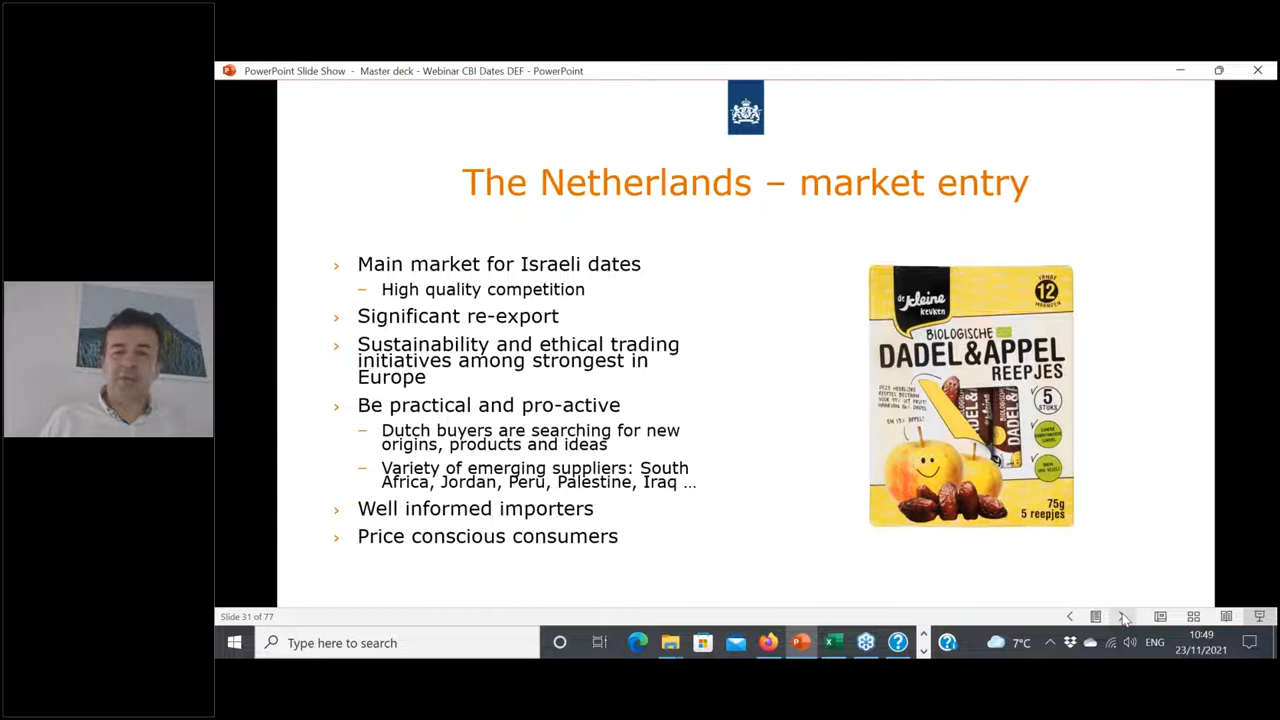 PowerPoint Slide Show - Master deck - Webinar CBI Dates DEF - PowerPoint
The Netherlands – market entry
› Main market for Israeli dates
– High quality competition
› Significant re-export
› Sustainability and ethical trading
initiatives among strongest in
Europe
› Be practical and pro-active
– Dutch buyers are searching for new
origins, products and ideas
– Variety of emerging suppliers: South
Africa, Jordan, Peru, Palestine, Iraq ...
› Well informed importers
› Price conscious consumers
de kleine
keuken
VANAF
12
MAANDEN
BIOLOGISCHE
DADEL&APPEL
REEPJES
5
STUKS
DADEL&
75g
5 reepjes
Slide 31 of 77
Type here to search
7°C
ENG
10:49
23/11/2021